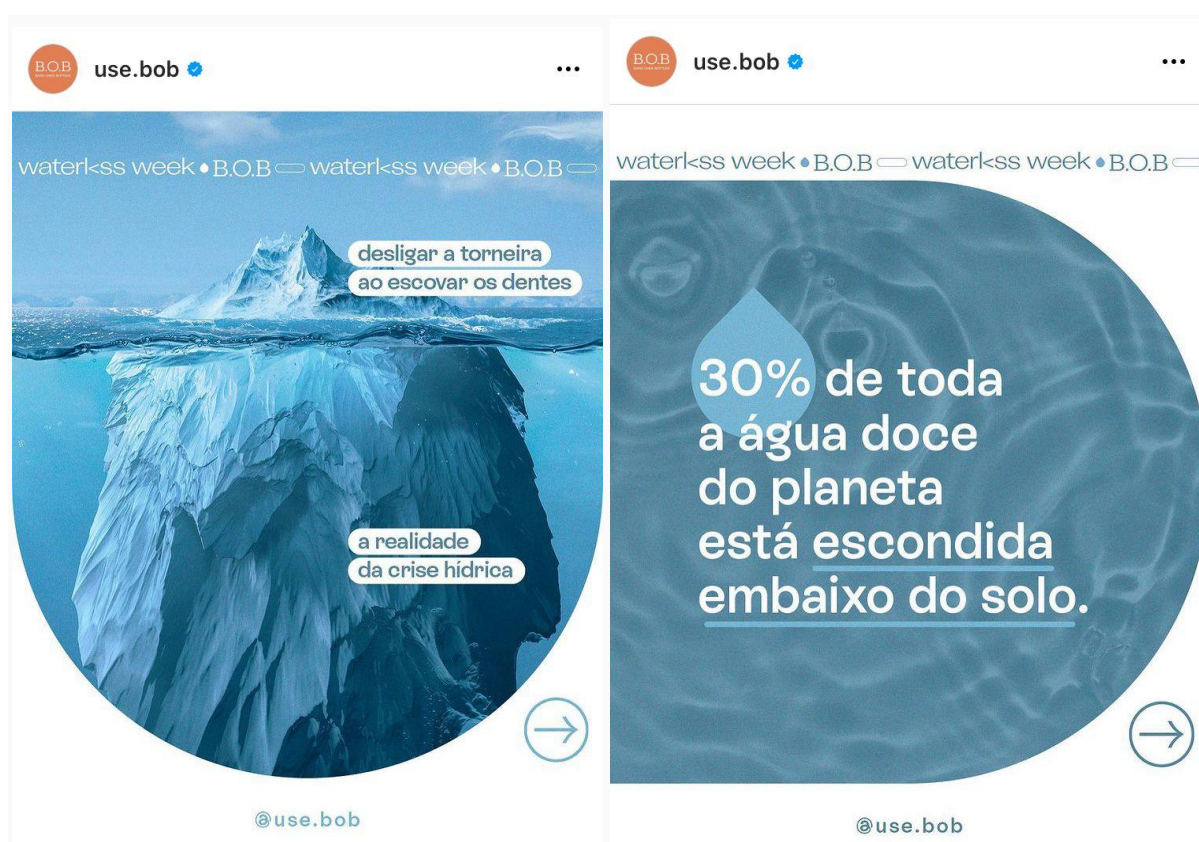 B.O.B
use.bob
waterl<ss week B.O.B waterl<ss week B.O.B
desligar a torneira
ao escovar os dentes
a realidade
da crise hídrica
@use.bob
B.O.B
use.bob
waterl<ss week B.O.B waterl<ss week B.O.B
30% de toda
a água doce
do planeta
está escondida
embaixo do solo.
@use.bob